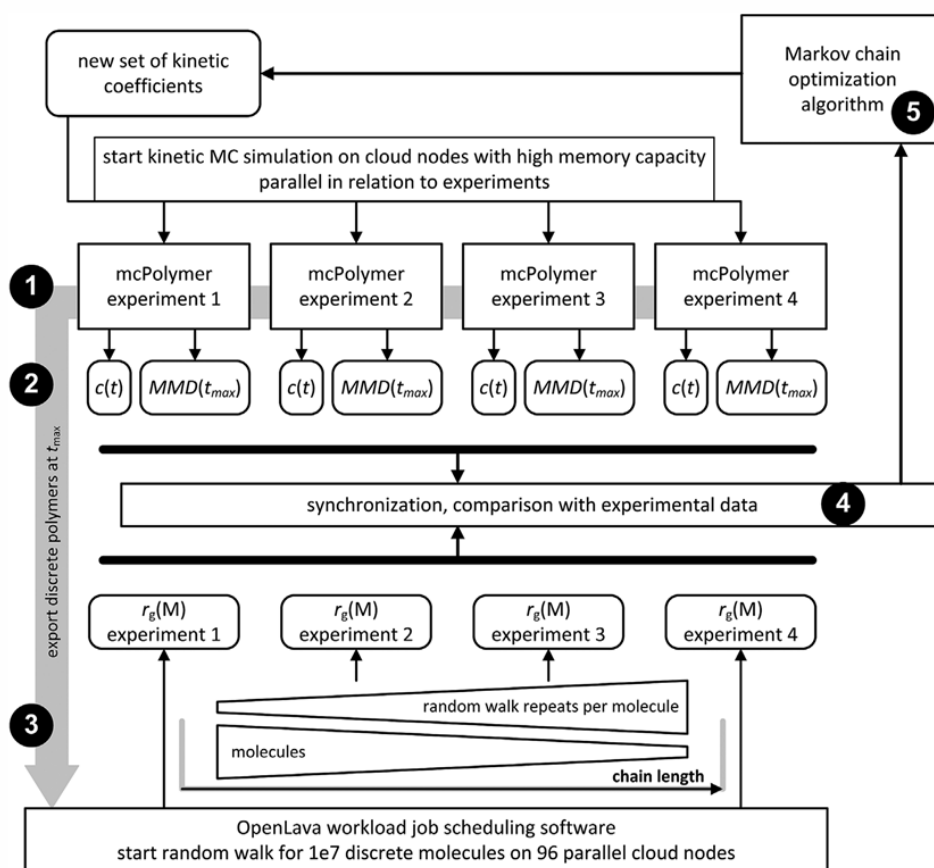 new set of kinetic
coefficients
Markov chain
optimization
algorithm
5
start kinetic MC simulation on cloud nodes with high memory capacity
parallel in relation to experiments
1
mcPolymer
experiment 1
mcPolymer
experiment 2
mcPolymer
experiment 3
mcPolymer
experiment 4
2
c(t)
MMD(tmax)
c(t)
MMD(tmax)
c(t)
MMD(tmax)
c(t)
MMD(tmax)
export discrete polymers at tmax
synchronization, comparison with experimental data
4
rg(M)
experiment 1
rg(M)
experiment 2
rg(M)
experiment 3
rg(M)
experiment 4
random walk repeats per molecule
3
molecules
chain length
OpenLava workload job scheduling software
start random walk for 1e7 discrete molecules on 96 parallel cloud nodes